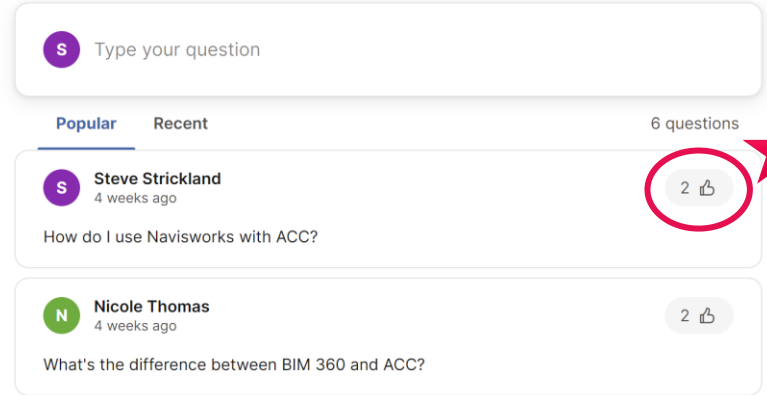 S Type your question
Popular Recent 6 questions
S Steve Strickland 2
4 weeks ago
How do I use Navisworks with ACC?
N Nicole Thomas 2
4 weeks ago
What's the difference between BIM 360 and ACC?